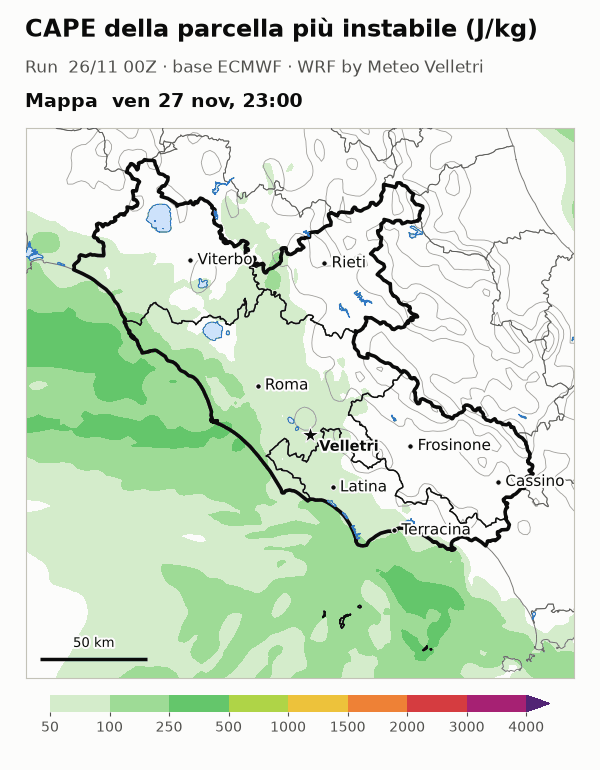 CAPE della parcella più instabile (J/kg)
Run  26/11 00Z · base ECMWF · WRF by Meteo Velletri
Mappa  ven 27 nov, 23:00
Viterbo
Rieti
Roma
Velletri
Frosinone
Cassino
Latina
Terracina
50 km
50 100 250 500 1000 1500 2000 3000 4000